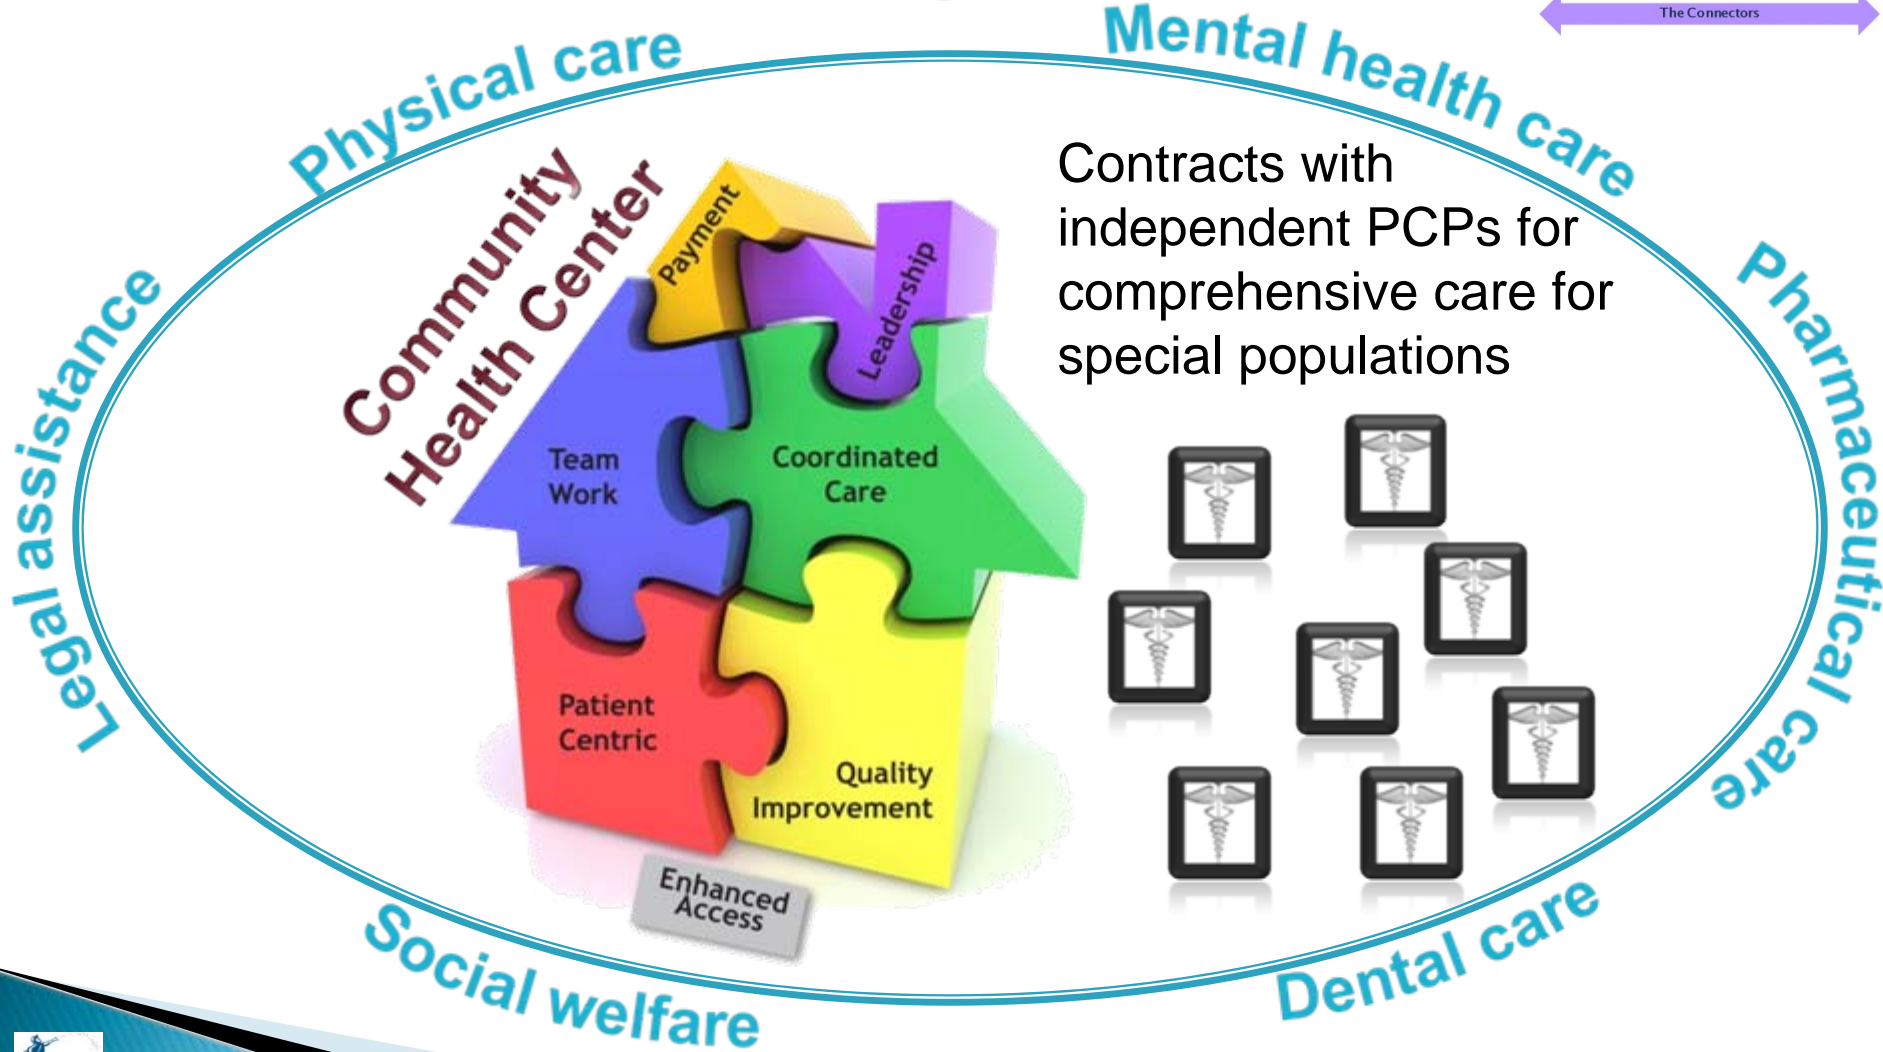 The Connectors
Physical care
Mental health care
Pharmaceutical care
Dental care
Social welfare
Legal assistance
Community
Health Center
Payment
Leadership
Team
Work
Coordinated
Care
Patient
Centric
Quality
Improvement
Enhanced
Access
Contracts with
independent PCPs for
comprehensive care for
special populations